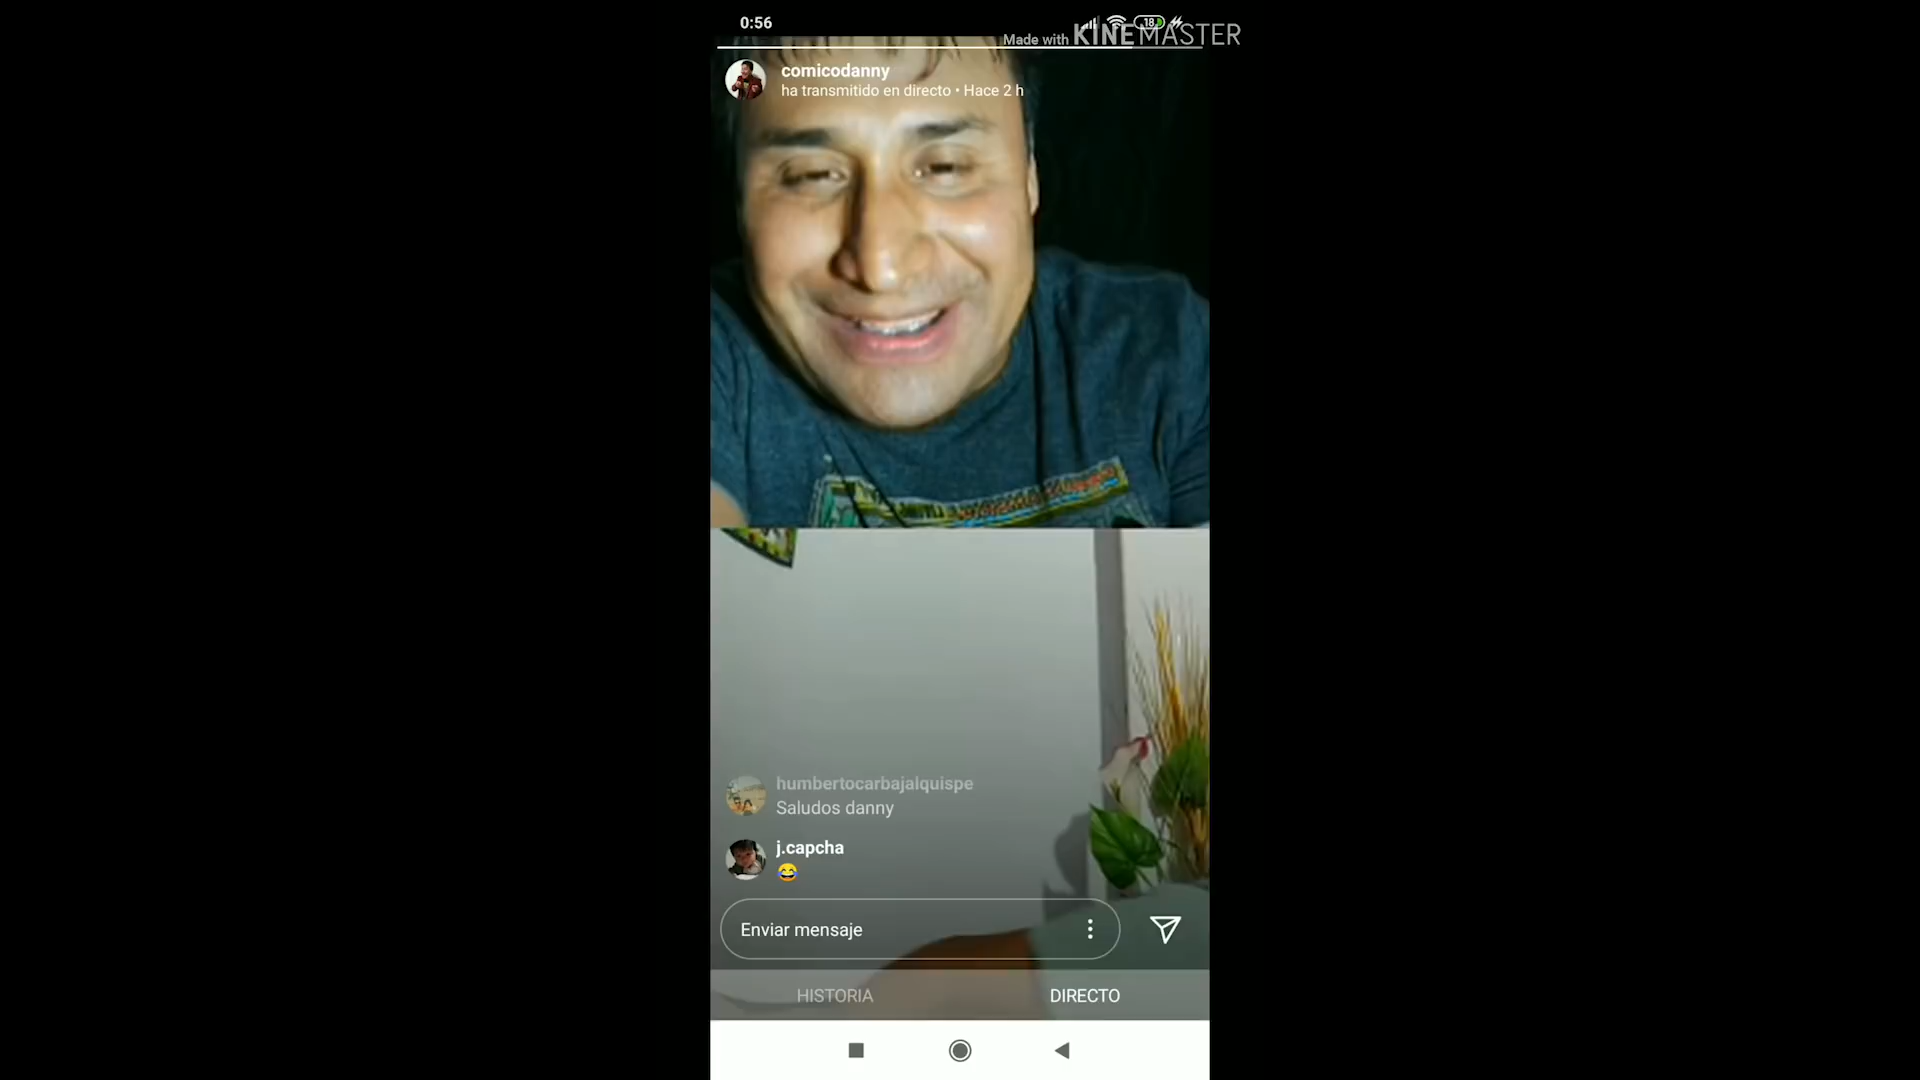 0:56
18
Made with KINEMASTER
comicodanny
ha transmitido en directo • Hace 2 h
humbertocarbajalquispe
Saludos danny
j.capcha
😂
Enviar mensaje
HISTORIA
DIRECTO